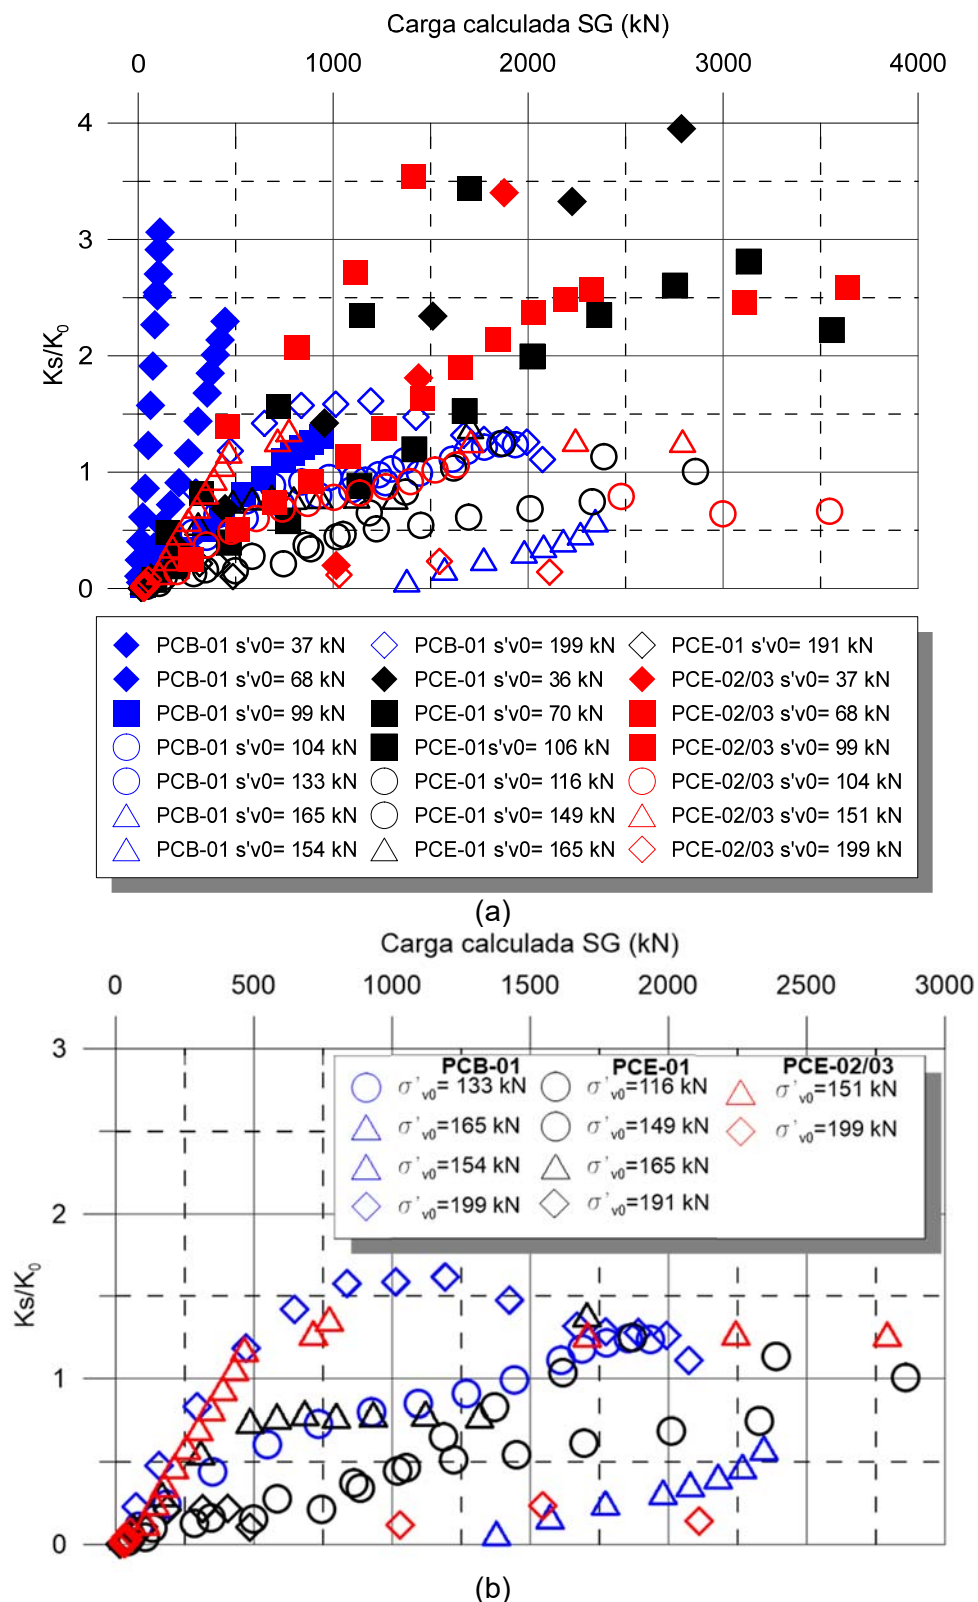 Carga calculada SG (kN)
0 1000 2000 3000 4000
4
3
2
1
0
Ks/K0
PCB-01 s'v0= 37 kN PCB-01 s'v0= 199 kN PCE-01 s'v0= 191 kN
PCB-01 s'v0= 68 kN PCE-01 s'v0= 36 kN PCE-02/03 s'v0= 37 kN
PCB-01 s'v0= 99 kN PCE-01 s'v0= 70 kN PCE-02/03 s'v0= 68 kN
PCB-01 s'v0= 104 kN PCE-01s'v0= 106 kN PCE-02/03 s'v0= 99 kN
PCB-01 s'v0= 133 kN PCE-01 s'v0= 116 kN PCE-02/03 s'v0= 104 kN
PCB-01 s'v0= 165 kN PCE-01 s'v0= 149 kN PCE-02/03 s'v0= 151 kN
PCB-01 s'v0= 154 kN PCE-01 s'v0= 165 kN PCE-02/03 s'v0= 199 kN
(a)
Carga calculada SG (kN)
0 500 1000 1500 2000 2500 3000
3
2
1
0
Ks/K0
PCB-01 PCE-01 PCE-02/03
σ'v0= 133 kN σ'v0=116 kN σ'v0=151 kN
σ'v0=165 kN σ'v0=149 kN σ'v0=199 kN
σ'v0=154 kN σ'v0=165 kN
σ'v0=199 kN σ'v0=191 kN
(b)